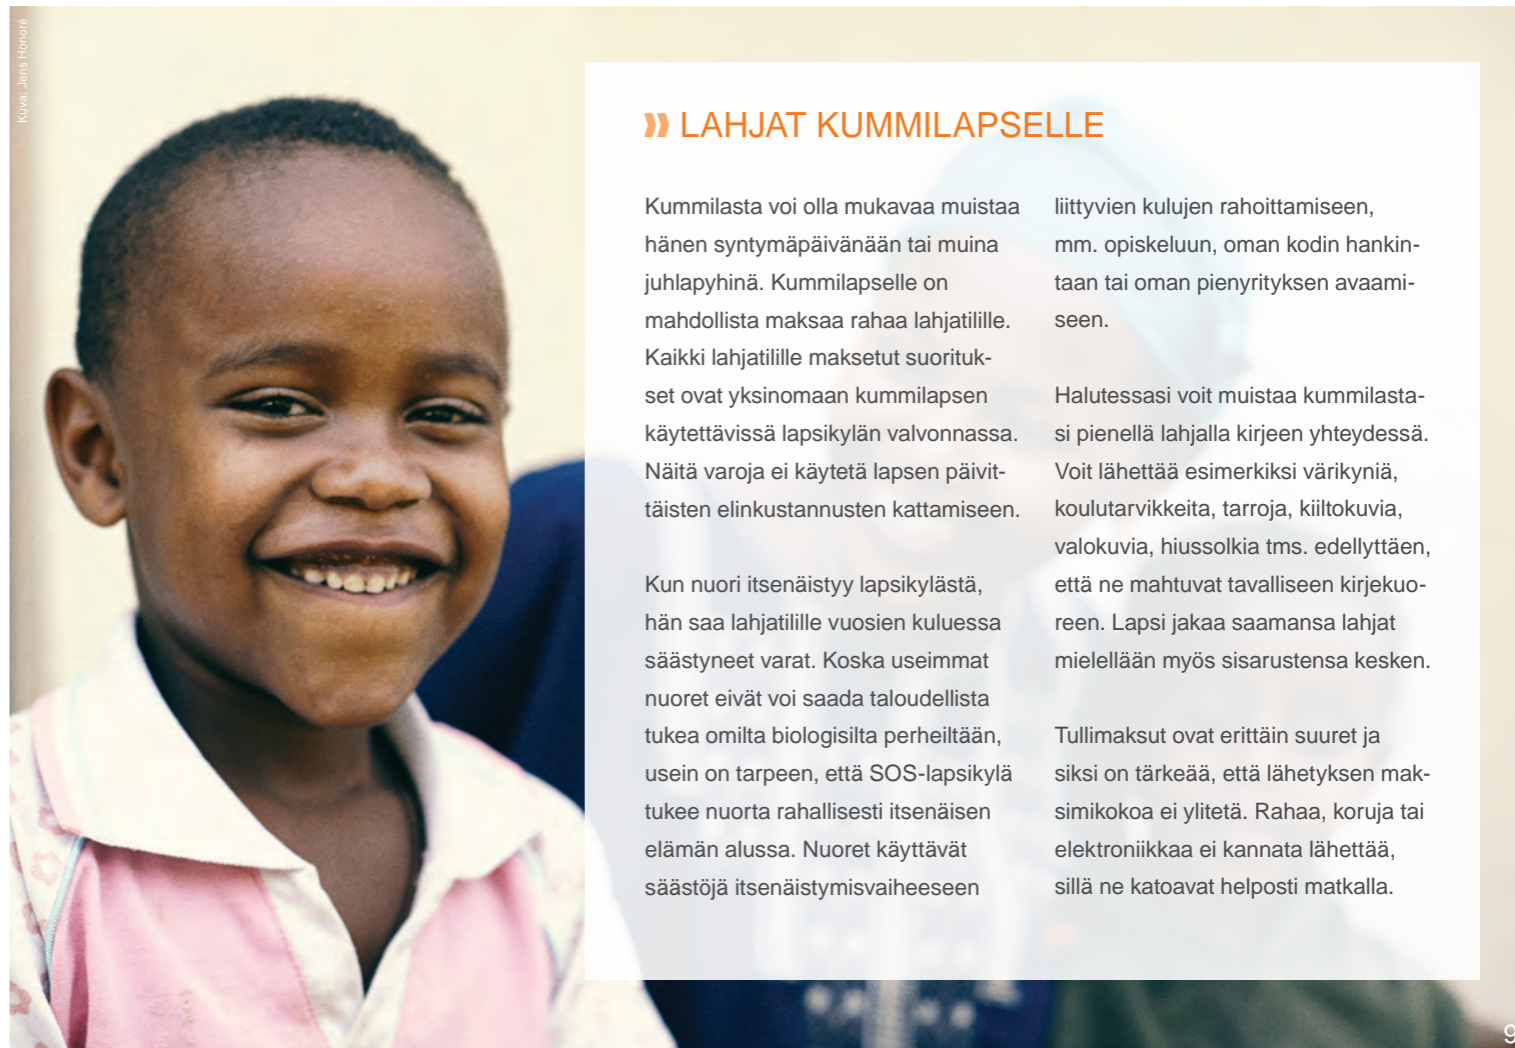 Kuva: Jens Honoré
LAHJAT KUMMILAPSELLE
Kummilasta voi olla mukavaa muistaa
hänen syntymäpäivänään tai muina
juhlapyhinä. Kummilapselle on
mahdollista maksaa rahaa lahjatilille.
Kaikki lahjatilille maksetut suorituk-
set ovat yksinomaan kummilapsen
käytettävissä lapsikylän valvonnassa.
Näitä varoja ei käytetä lapsen päivit-
täisten elinkustannusten kattamiseen.
Kun nuori itsenäistyy lapsikylästä,
hän saa lahjatilille vuosien kuluessa
säästyneet varat. Koska useimmat
nuoret eivät voi saada taloudellista
tukea omilta biologisilta perheiltään,
usein on tarpeen, että SOS-lapsikylä
tukee nuorta rahallisesti itsenäisen
elämän alussa. Nuoret käyttävät
säästöjä itsenäistymisvaiheeseen
liittyvien kulujen rahoittamiseen,
mm. opiskeluun, oman kodin hankin-
taan tai oman pienyrityksen avaami-
seen.
Halutessasi voit muistaa kummilasta-
si pienellä lahjalla kirjeen yhteydessä.
Voit lähettää esimerkiksi värikyniä,
koulutarvikkeita, tarroja, kiiltokuvia,
valokuvia, hiussolkia tms. edellyttäen,
että ne mahtuvat tavalliseen kirjekuo-
reen. Lapsi jakaa saamansa lahjat
mielellään myös sisarustensa kesken.
Tullimaksut ovat erittäin suuret ja
siksi on tärkeää, että lähetyksen mak-
simikokoa ei ylitetä. Rahaa, koruja tai
elektroniikkaa ei kannata lähettää,
sillä ne katoavat helposti matkalla.
9